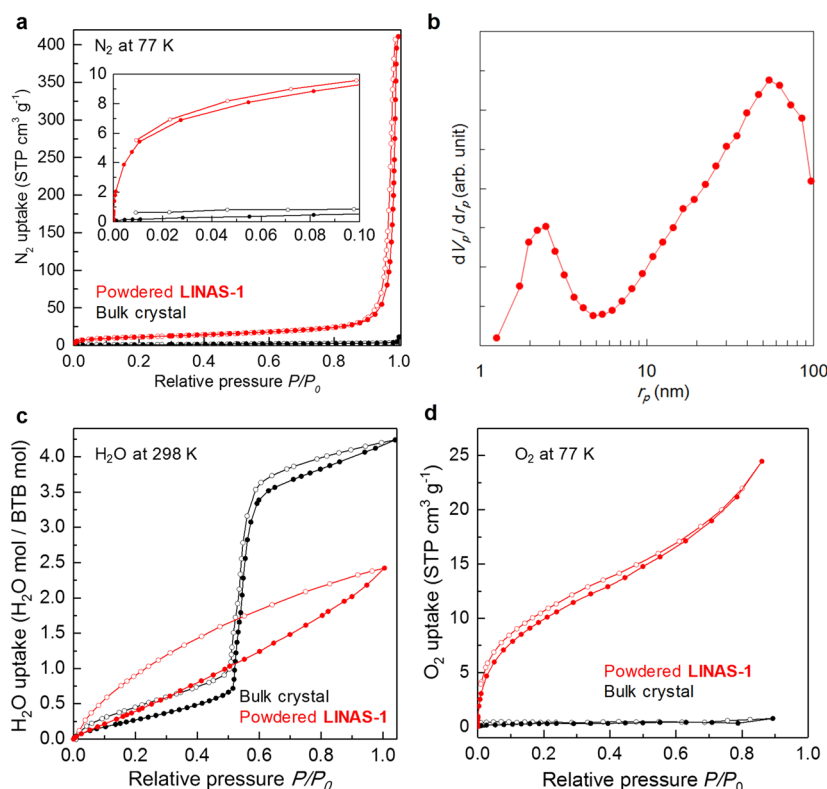 a
N₂ at 77 K
N₂ uptake (STP cm³ g⁻¹)
400
350
300
250
200
150
100
50
0
10
8
6
4
2
0
0.00
0.02
0.04
0.06
0.08
0.10
Powdered LINAS-1
Bulk crystal
0.0
0.2
0.4
0.6
0.8
1.0
Relative pressure P/P₀
b
dVₚ/drₚ (arb. unit)
1
10
100
rₚ (nm)
c
H₂O at 298 K
H₂O uptake (H₂O mol / BTB mol)
4.0
3.5
3.0
2.5
2.0
1.5
1.0
0.5
0.0
Bulk crystal
Powdered LINAS-1
0.0
0.2
0.4
0.6
0.8
1.0
Relative pressure P/P₀
d
O₂ at 77 K
O₂ uptake (STP cm³ g⁻¹)
25
20
15
10
5
0
Powdered LINAS-1
Bulk crystal
0.0
0.2
0.4
0.6
0.8
1.0
Relative pressure P/P₀